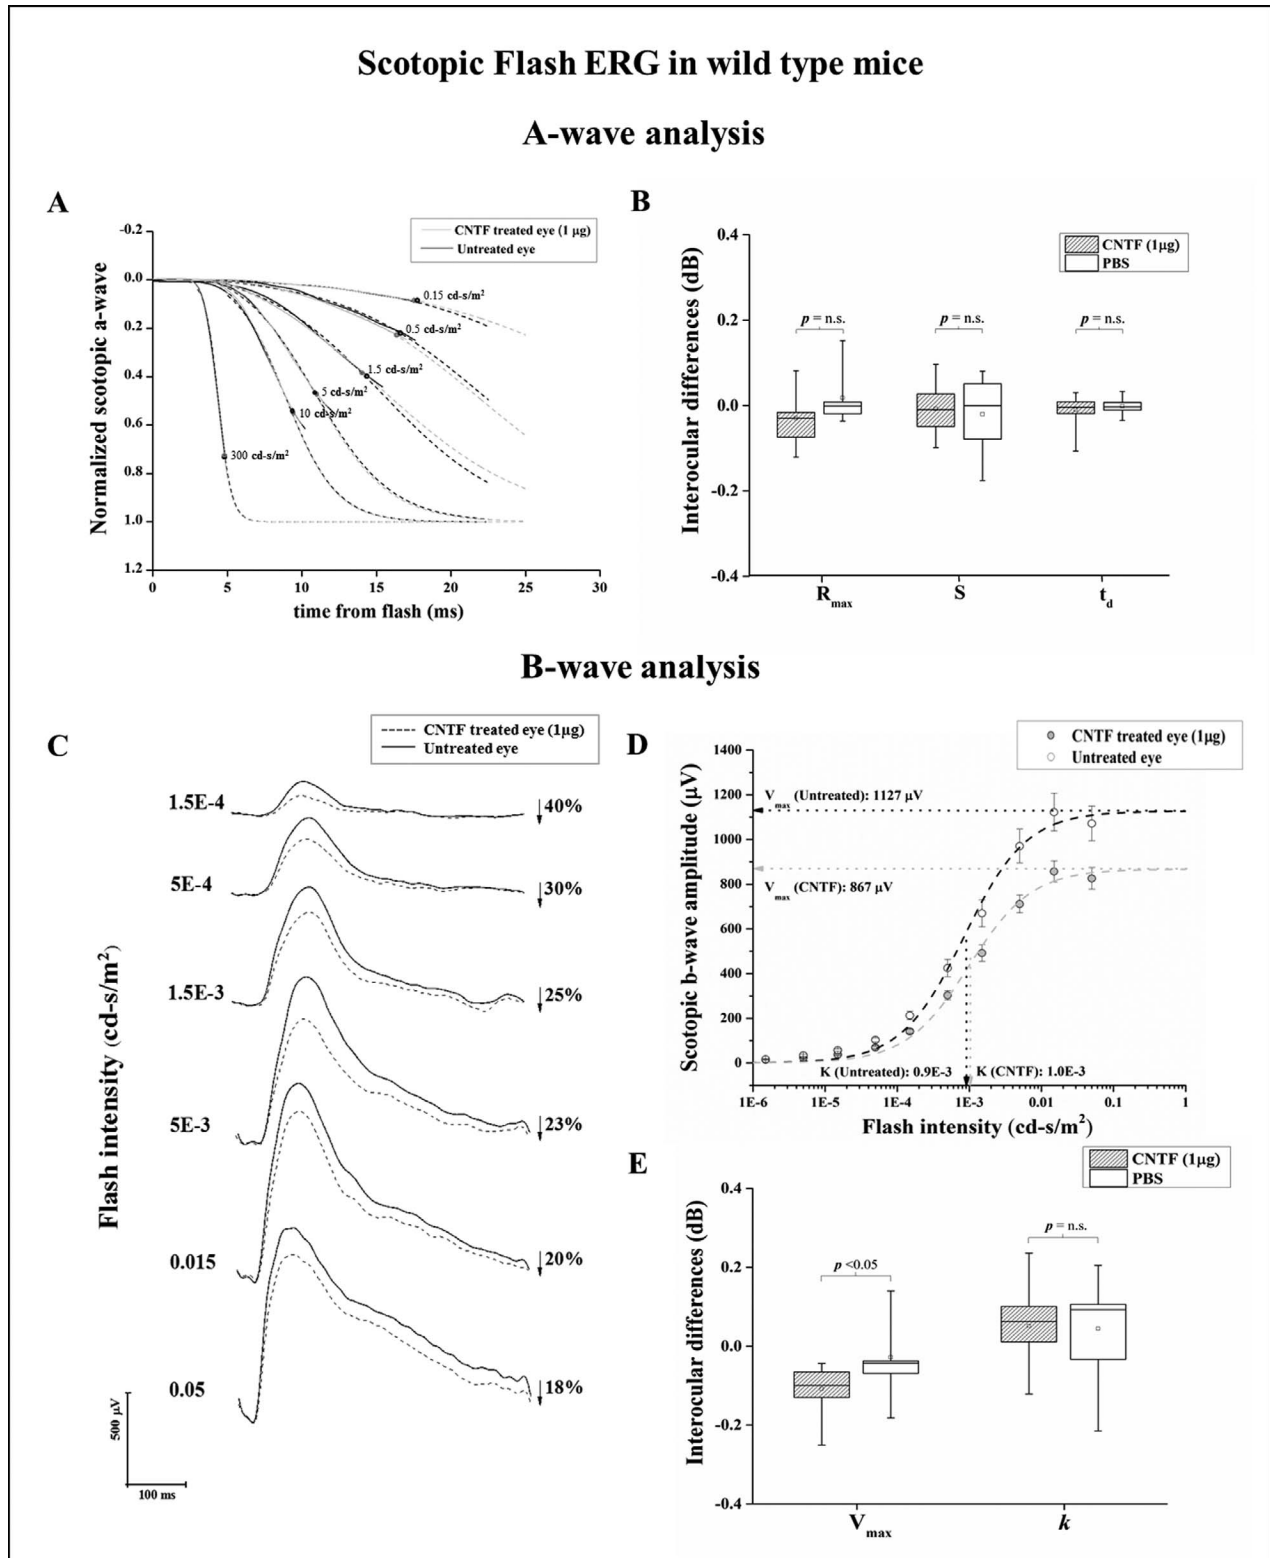 Scotopic Flash ERG in wild type mice
A-wave analysis
A
CNTF treated eye (1 μg)
Untreated eye
Normalized scotopic a-wave
-0.2
0.0
0.2
0.4
0.6
0.8
1.0
1.2
0.15 cd-s/m²
0.5 cd-s/m²
1.5 cd-s/m²
5 cd-s/m²
10 cd-s/m²
300 cd-s/m²
0 5 10 15 20 25 30
time from flash (ms)
B
CNTF (1μg)
PBS
Interocular differences (dB)
0.4
0.2
0.0
-0.2
-0.4
p = n.s.
p = n.s.
p = n.s.
Rmax S td
B-wave analysis
C
CNTF treated eye (1μg)
Untreated eye
Flash intensity (cd-s/m²)
1.5E-4 40%
5E-4 30%
1.5E-3 25%
5E-3 23%
0.015 20%
0.05 18%
500 μV
100 ms
D
CNTF treated eye (1μg)
Untreated eye
Scotopic b-wave amplitude (μV)
1400
1200
1000
800
600
400
200
0
Vmax (Untreated): 1127 μV
Vmax (CNTF): 867 μV
K (Untreated): 0.9E-3 K (CNTF): 1.0E-3
1E-6 1E-5 1E-4 1E-3 0.01 0.1 1
Flash intensity (cd-s/m²)
E
CNTF (1μg)
PBS
Interocular differences (dB)
0.4
0.2
0.0
-0.2
-0.4
p <0.05
p = n.s.
Vmax k